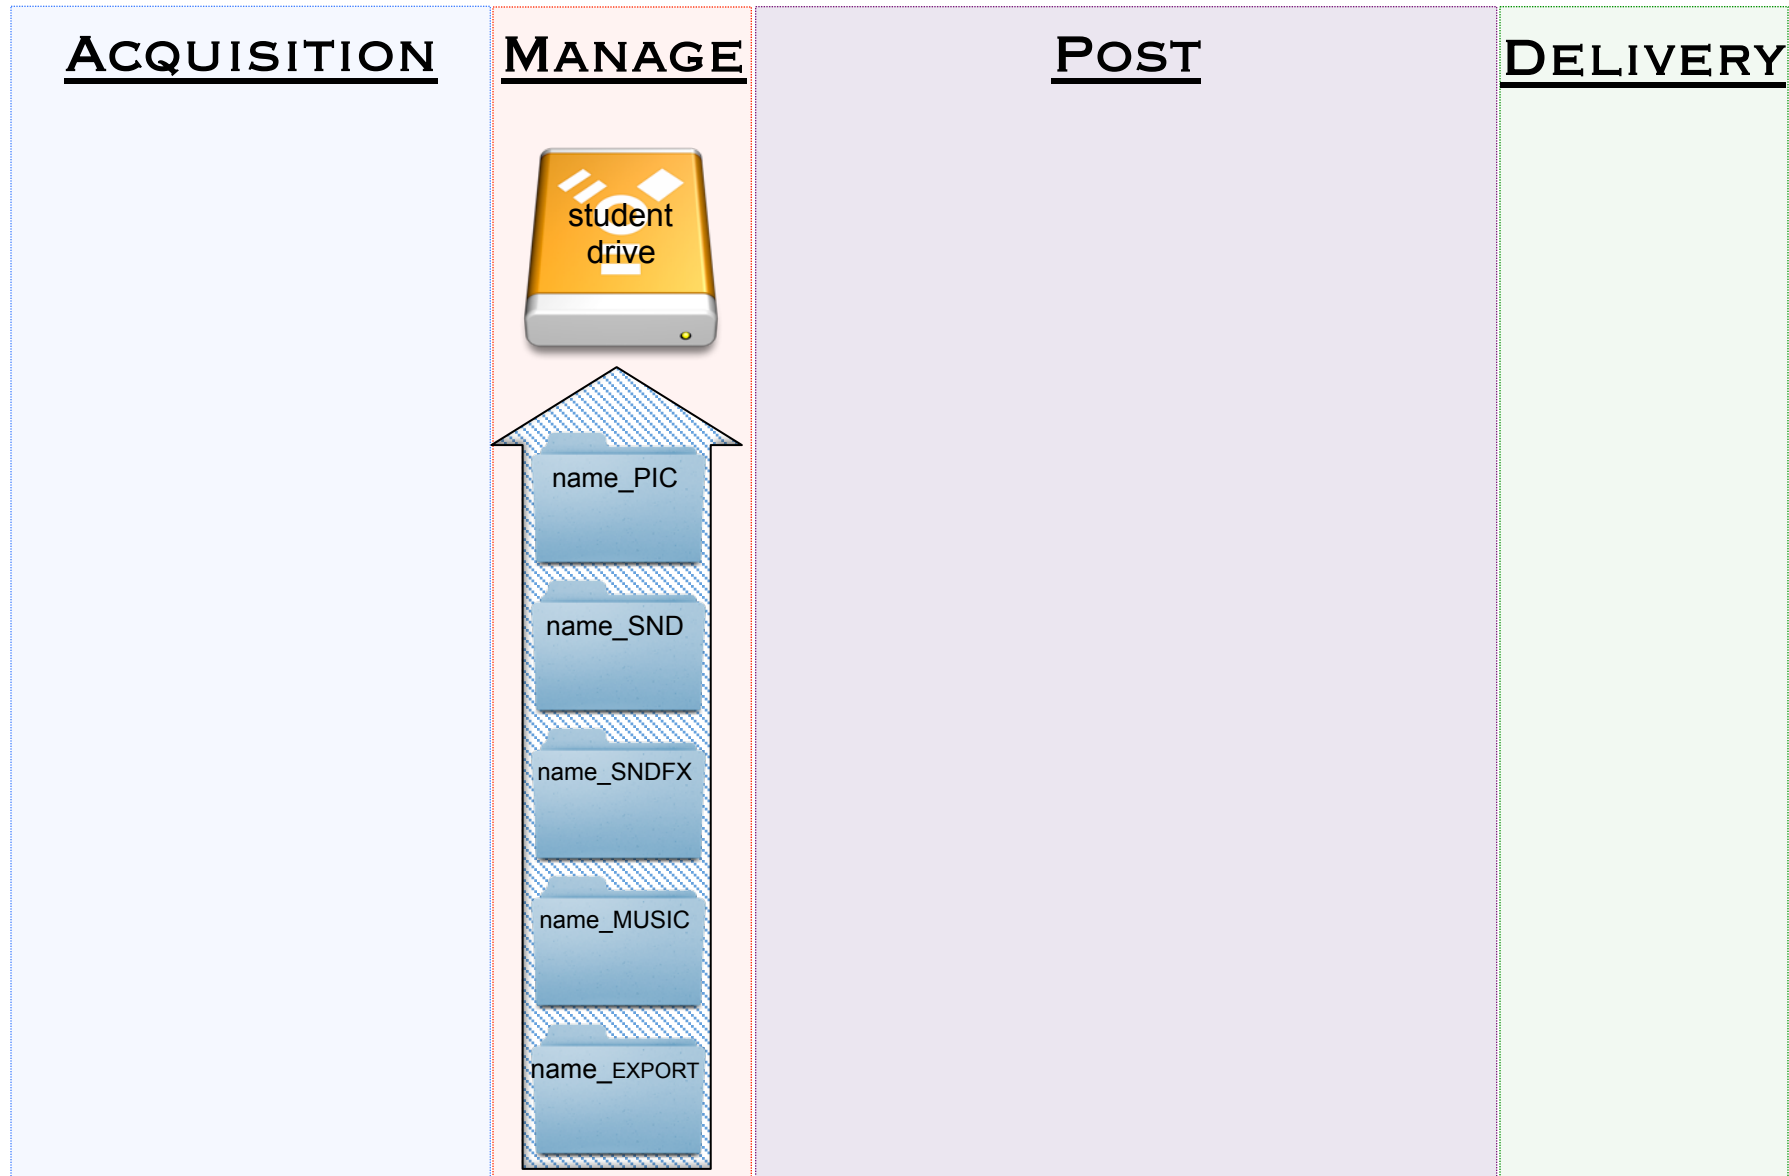 ACQUISITION
MANAGE
POST
DELIVERY
student
drive
name_PIC
name_SND
name_SNDFX
name_MUSIC
name_EXPORT